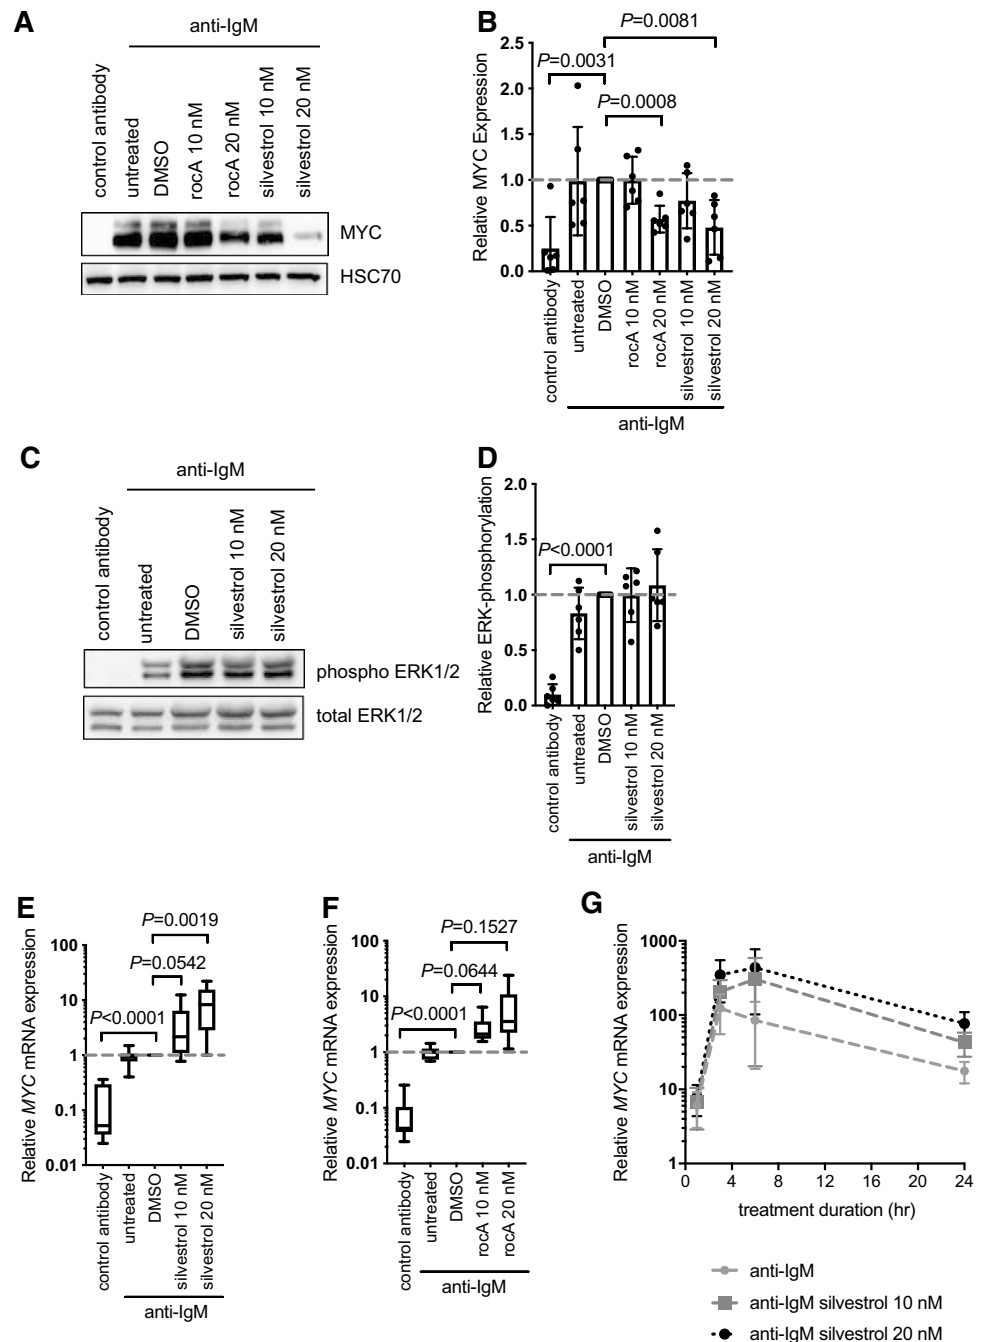 A
anti-IgM
control antibody
untreated
DMSO
rocA 10 nM
rocA 20 nM
silvestrol 10 nM
silvestrol 20 nM
MYC
HSC70
B
P=0.0081
P=0.0031
P=0.0008
Relative MYC Expression
2.5
2.0
1.5
1.0
0.5
0.0
control antibody
untreated
DMSO
rocA 10 nM
rocA 20 nM
silvestrol 10 nM
silvestrol 20 nM
anti-IgM
C
anti-IgM
control antibody
untreated
DMSO
silvestrol 10 nM
silvestrol 20 nM
phospho ERK1/2
total ERK1/2
D
P<0.0001
Relative ERK-phosphorylation
2.0
1.5
1.0
0.5
0.0
control antibody
untreated
DMSO
silvestrol 10 nM
silvestrol 20 nM
anti-IgM
E
P=0.0019
P=0.0542
P<0.0001
Relative MYC mRNA expression
100
10
1
0.1
0.01
control antibody
untreated
DMSO
silvestrol 10 nM
silvestrol 20 nM
anti-IgM
F
P=0.1527
P=0.0644
P<0.0001
Relative MYC mRNA expression
100
10
1
0.1
0.01
control antibody
untreated
DMSO
rocA 10 nM
rocA 20 nM
anti-IgM
G
Relative MYC mRNA expression
1000
100
10
1
0 4 8 12 16 20 24
treatment duration (hr)
anti-IgM
anti-IgM silvestrol 10 nM
anti-IgM silvestrol 20 nM